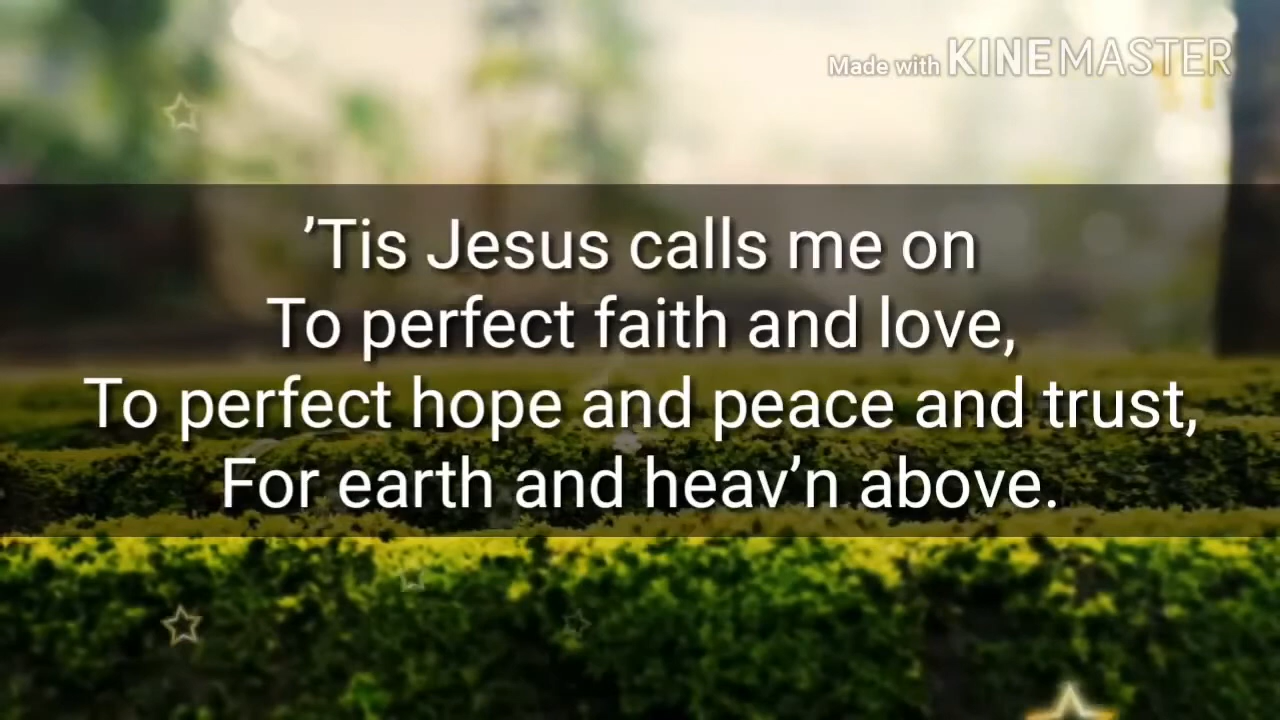 Made with KINEMASTER
’Tis Jesus calls me on
To perfect faith and love,
To perfect hope and peace and trust,
For earth and heav’n above.